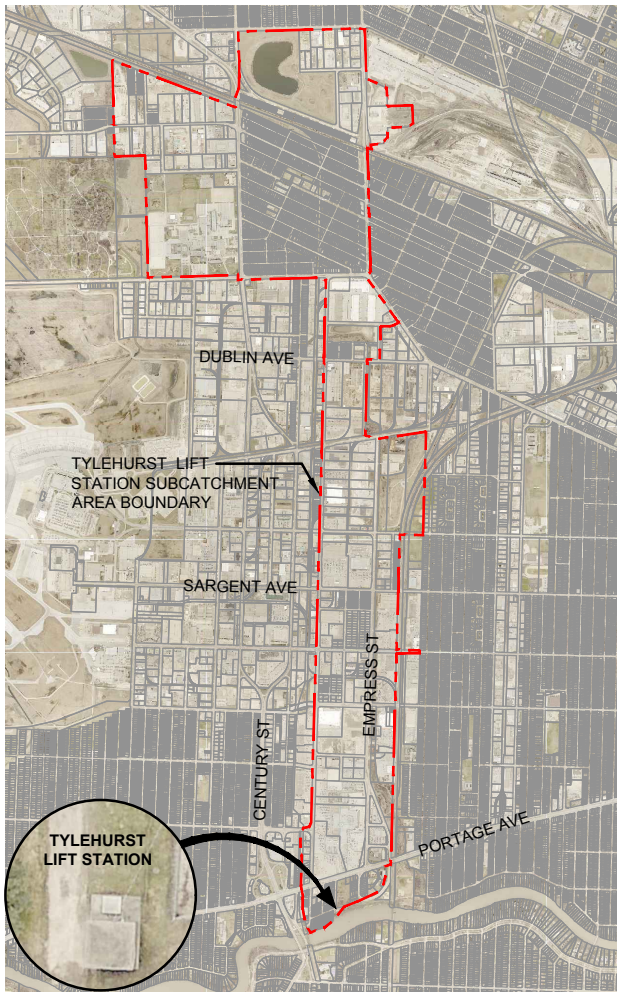 DUBLIN AVE
TYLEHURST LIFT
STATION SUBCATCHMENT
AREA BOUNDARY
SARGENT AVE
EMPRESS ST
CENTURY ST
PORTAGE AVE
TYLEHURST
LIFT STATION